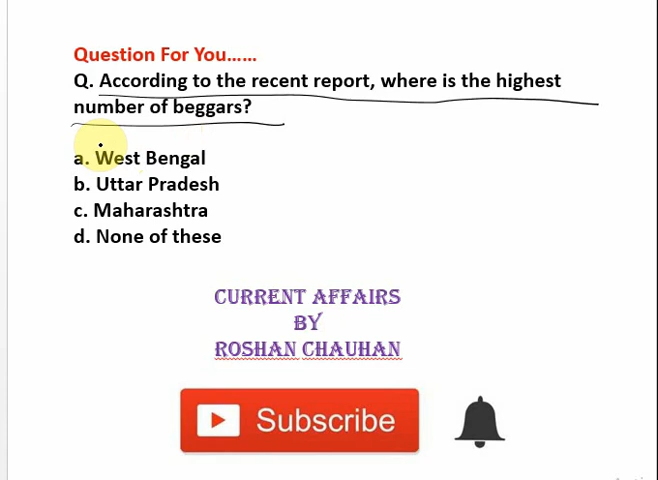 Question For You......
Q. According to the recent report, where is the highest
number of beggars?
a. West Bengal
b. Uttar Pradesh
c. Maharashtra
d. None of these
CURRENT AFFAIRS
BY
ROSHAN CHAUHAN
Subscribe